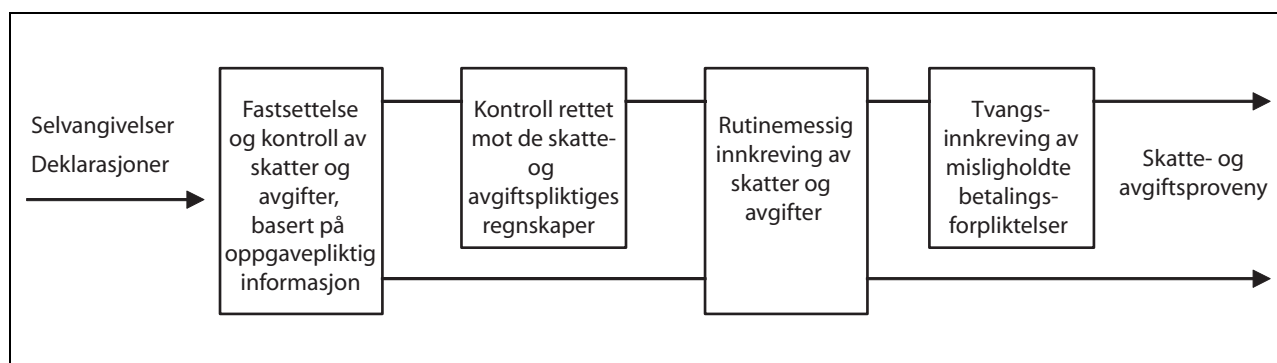 Selvangivelser
Deklarasjoner
Fastsettelse
og kontroll av
skatter og
avgifter,
basert på
oppgavepliktig
informasjon
Kontroll rettet
mot de skatte-
og
avgiftspliktiges
regnskaper
Rutinemessig
innkreving av
skatter og
avgifter
Tvangs-
innkreving av
misligholdte
betalings-
forpliktelser
Skatte- og
avgiftsproveny